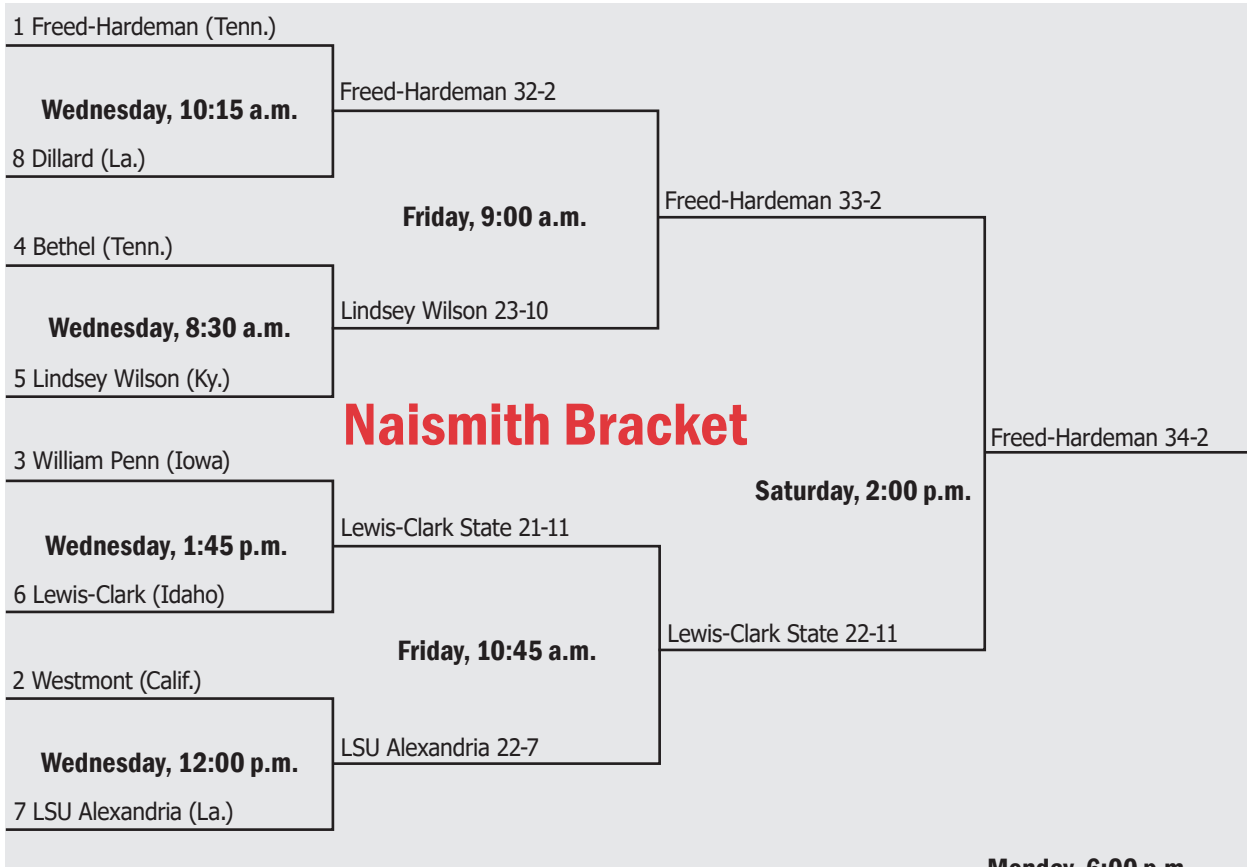 1 Freed-Hardeman (Tenn.)
Wednesday, 10:15 a.m.
8 Dillard (La.)
Freed-Hardeman 32-2
Friday, 9:00 a.m.
Freed-Hardeman 33-2
4 Bethel (Tenn.)
Wednesday, 8:30 a.m.
5 Lindsey Wilson (Ky.)
Lindsey Wilson 23-10
Naismith Bracket
Saturday, 2:00 p.m.
Freed-Hardeman 34-2
3 William Penn (Iowa)
Wednesday, 1:45 p.m.
6 Lewis-Clark (Idaho)
Lewis-Clark State 21-11
Friday, 10:45 a.m.
Lewis-Clark State 22-11
2 Westmont (Calif.)
Wednesday, 12:00 p.m.
7 LSU Alexandria (La.)
LSU Alexandria 22-7
Monday, 6:00 p.m.